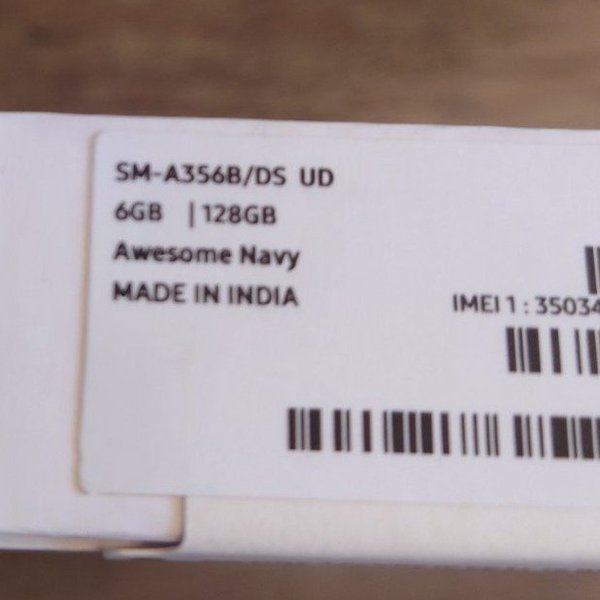 SM-A356B/DS UD
6GB | 128GB
Awesome Navy
MADE IN INDIA
IMEI 1 : 35034